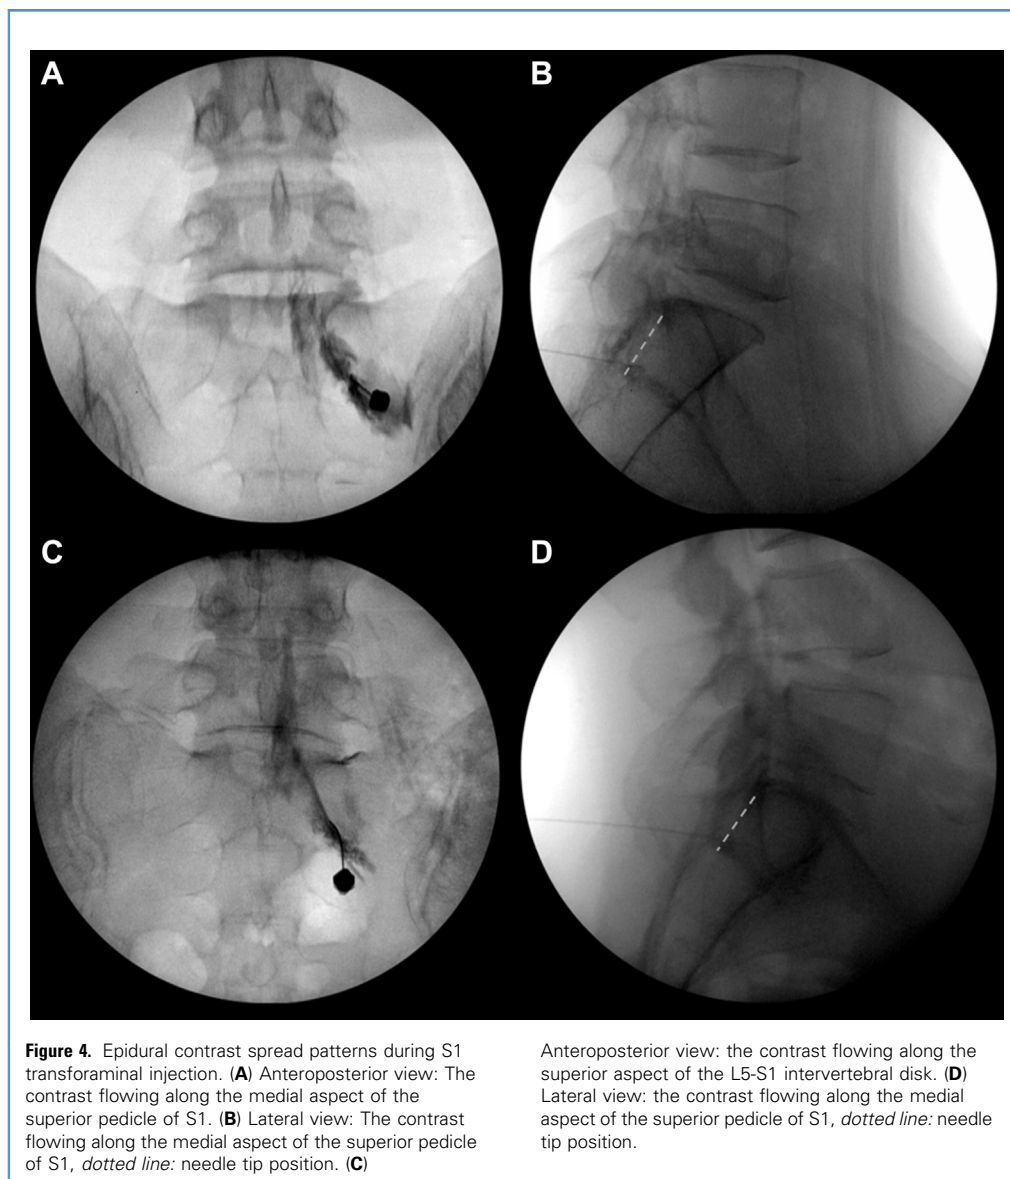 A
B
C
D
Figure 4. Epidural contrast spread patterns during S1
transforaminal injection. (A) Anteroposterior view: The
contrast flowing along the medial aspect of the
superior pedicle of S1. (B) Lateral view: The contrast
flowing along the medial aspect of the superior pedicle
of S1, dotted line: needle tip position. (C)
Anteroposterior view: the contrast flowing along the
superior aspect of the L5-S1 intervertebral disk. (D)
Lateral view: the contrast flowing along the medial
aspect of the superior pedicle of S1, dotted line: needle
tip position.